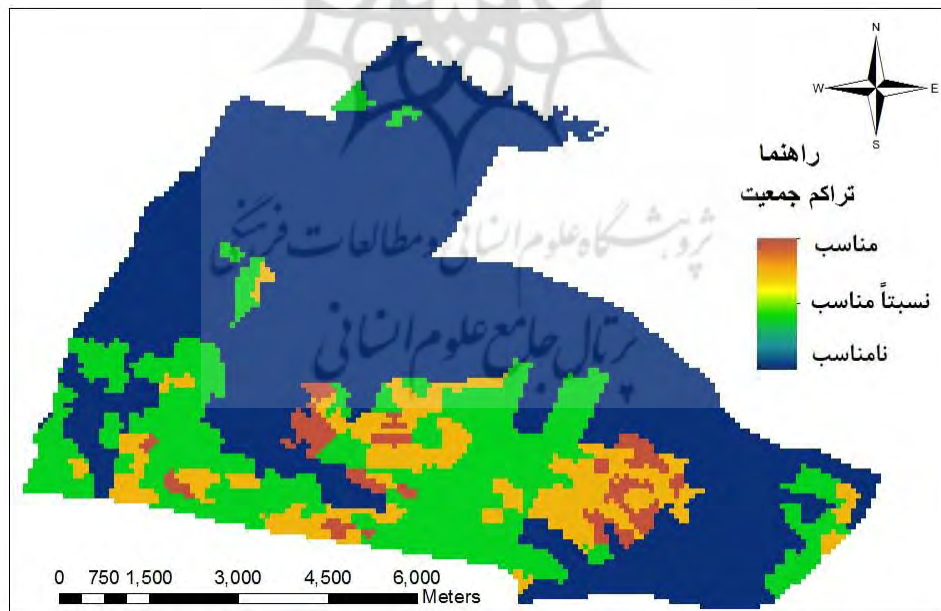 N
W E
S
راهنما
تراکم جمعیت
مناسب
نسبتاً مناسب
نامناسب
پژوهشگاه علوم انسانی و مطالعات فرهنگی
پرتال جامع علوم انسانی
0 750 1,500 3,000 4,500 6,000
Meters